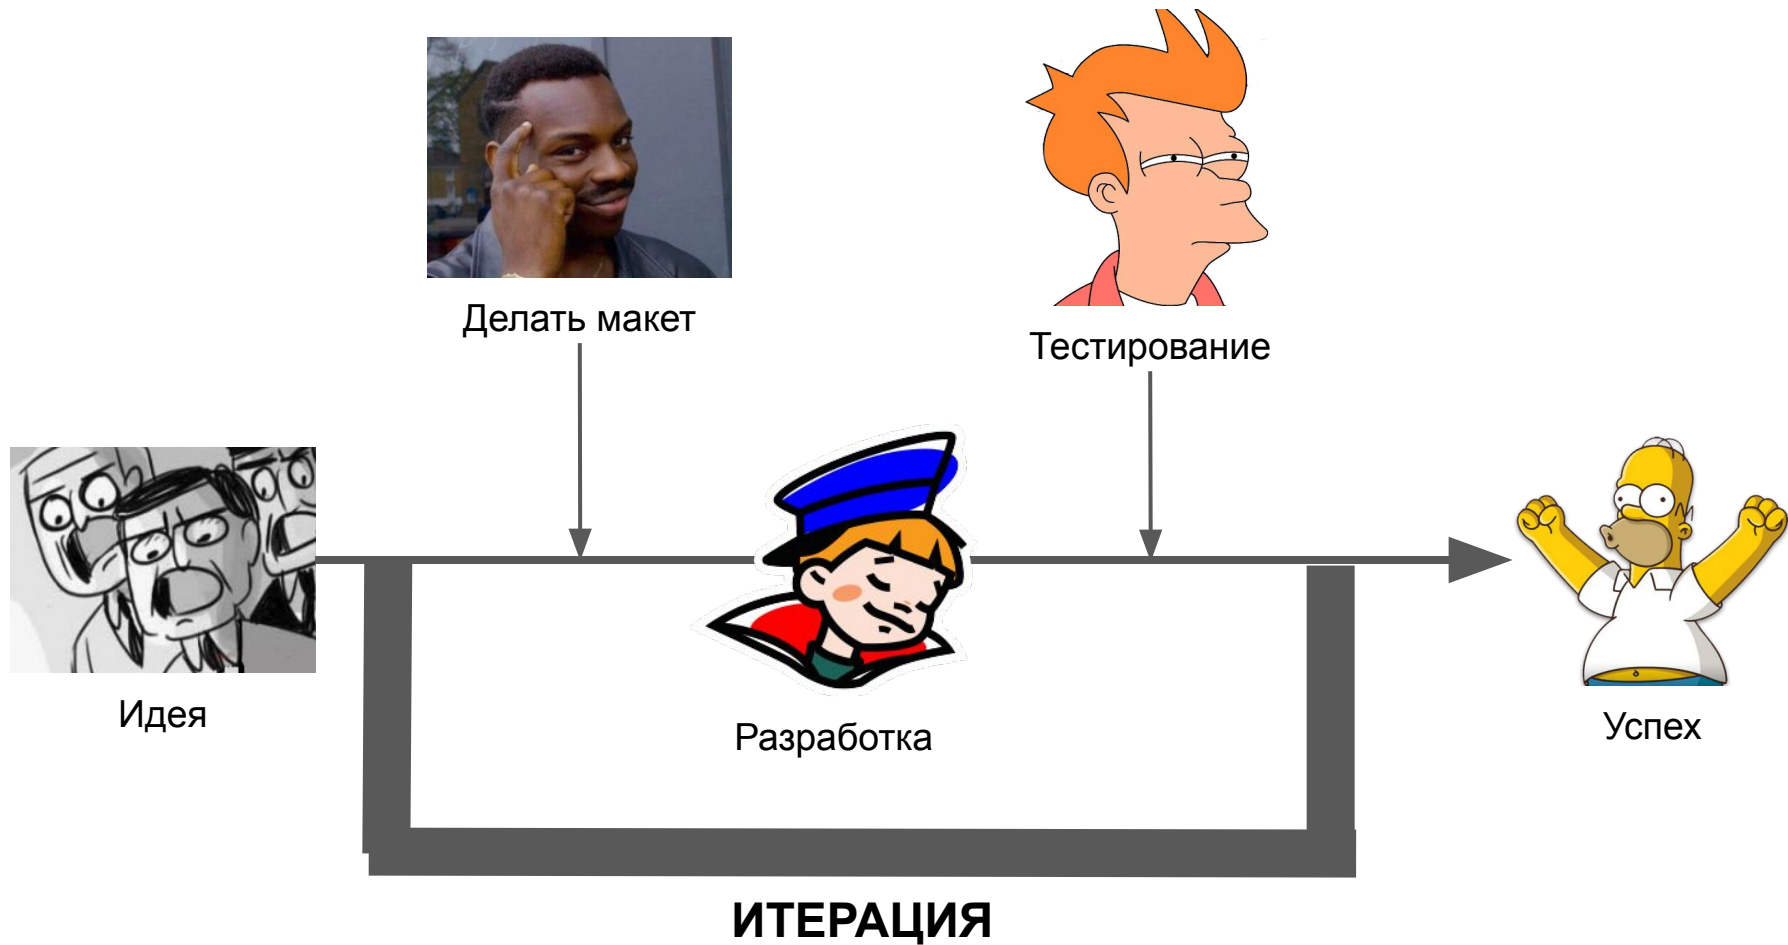 Делать макет
Тестирование
Идея
Разработка
Успех
ИТЕРАЦИЯ